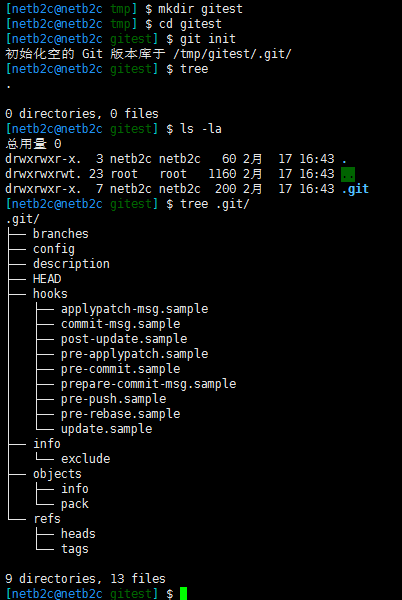 [netb2c@netb2c tmp] $ mkdir gitest
[netb2c@netb2c tmp] $ cd gitest
[netb2c@netb2c gitest] $ git init
初始化空的 Git 版本库于 /tmp/gitest/.git/
[netb2c@netb2c gitest] $ tree
.
0 directories, 0 files
[netb2c@netb2c gitest] $ ls -la
总用量 0
drwxrwxr-x.  3 netb2c netb2c   60 2月  17 16:43 .
drwxrwxrwt. 23 root   root   1160 2月  17 16:43 ..
drwxrwxr-x.  7 netb2c netb2c  200 2月  17 16:43 .git
[netb2c@netb2c gitest] $ tree .git/
.git/
├── branches
├── config
├── description
├── HEAD
├── hooks
│   ├── applypatch-msg.sample
│   ├── commit-msg.sample
│   ├── post-update.sample
│   ├── pre-applypatch.sample
│   ├── pre-commit.sample
│   ├── prepare-commit-msg.sample
│   ├── pre-push.sample
│   ├── pre-rebase.sample
│   └── update.sample
├── info
│   └── exclude
├── objects
│   ├── info
│   └── pack
└── refs
    ├── heads
    └── tags
9 directories, 13 files
[netb2c@netb2c gitest] $